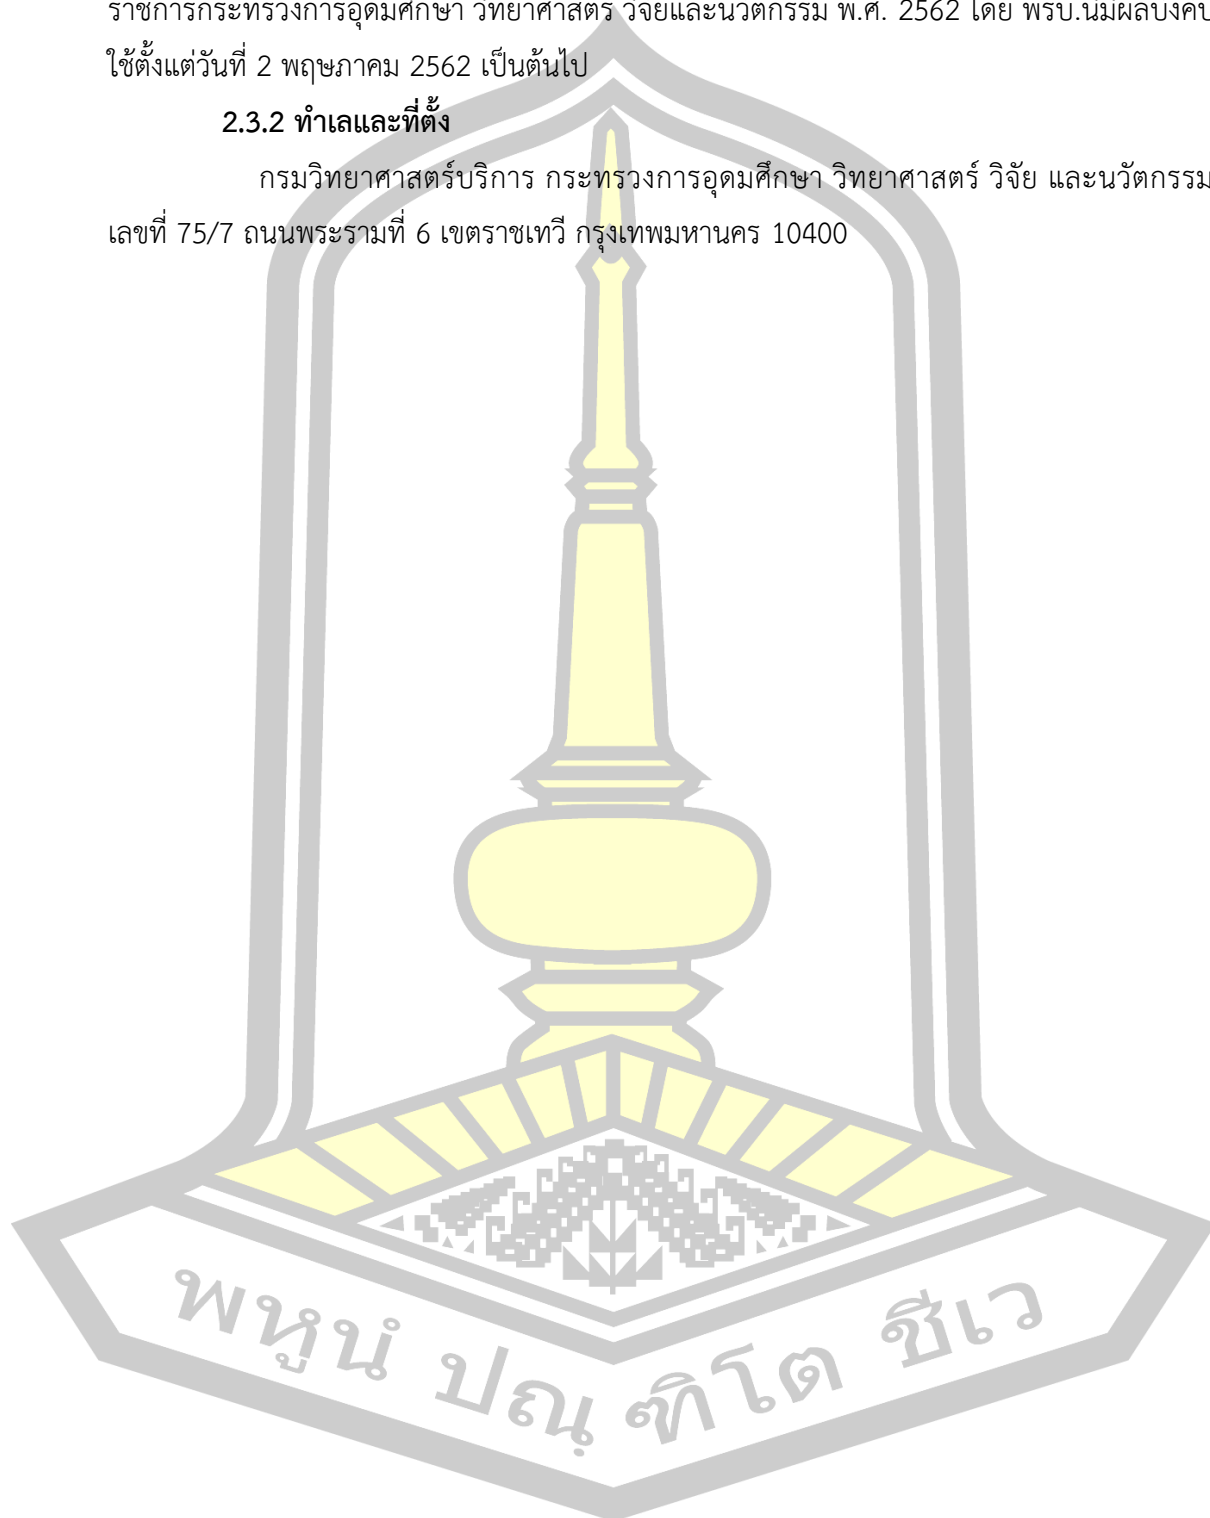 ราชการกระทรวงการอุดมศึกษา วิทยาศาสตร์ วิจัยและนวัตกรรม พ.ศ. 2562 โดย พรบ.นี้มีผลบังคับ
ใช้ตั้งแต่วันที่ 2 พฤษภาคม 2562 เป็นต้นไป
2.3.2 ทำเลและที่ตั้ง
กรมวิทยาศาสตร์บริการ กระทรวงการอุดมศึกษา วิทยาศาสตร์ วิจัย และนวัตกรรม
เลขที่ 75/7 ถนนพระรามที่ 6 เขตราชเทวี กรุงเทพมหานคร 10400
พหูนํ ปณฺฑิโต ชีเว